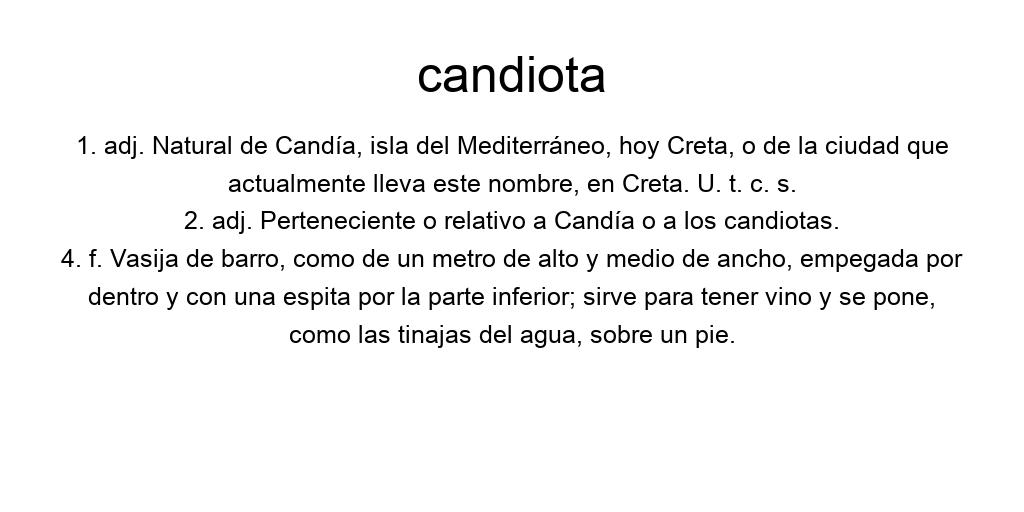 candiota
1. adj. Natural de Candía, isla del Mediterráneo, hoy Creta, o de la ciudad que
actualmente lleva este nombre, en Creta. U. t. c. s.
2. adj. Perteneciente o relativo a Candía o a los candiotas.
4. f. Vasija de barro, como de un metro de alto y medio de ancho, empegada por
dentro y con una espita por la parte inferior; sirve para tener vino y se pone,
como las tinajas del agua, sobre un pie.